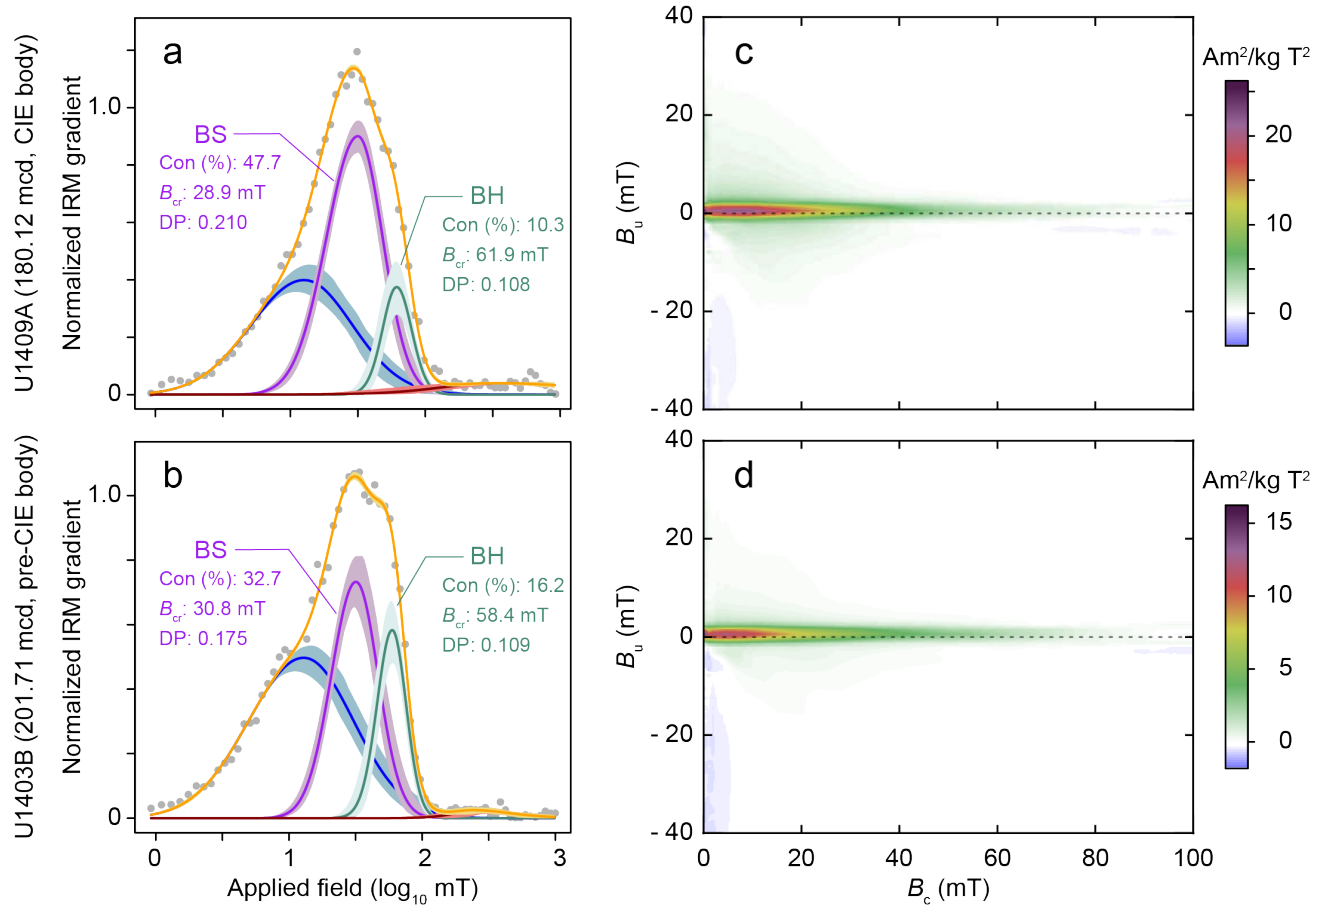 U1409A (180.12 mcd, CIE body)
Normalized IRM gradient
a
1.0
0
BS
Con (%): 47.7
Bcr: 28.9 mT
DP: 0.210
BH
Con (%): 10.3
Bcr: 61.9 mT
DP: 0.108
c
40
20
0
- 20
- 40
Bu (mT)
Am²/kg T²
20
10
0
U1403B (201.71 mcd, pre-CIE body)
Normalized IRM gradient
b
1.0
0
BS
Con (%): 32.7
Bcr: 30.8 mT
DP: 0.175
BH
Con (%): 16.2
Bcr: 58.4 mT
DP: 0.109
0 1 2 3
Applied field (log10 mT)
d
40
20
0
- 20
- 40
Bu (mT)
0 20 40 60 80 100
Bc (mT)
Am²/kg T²
15
10
5
0